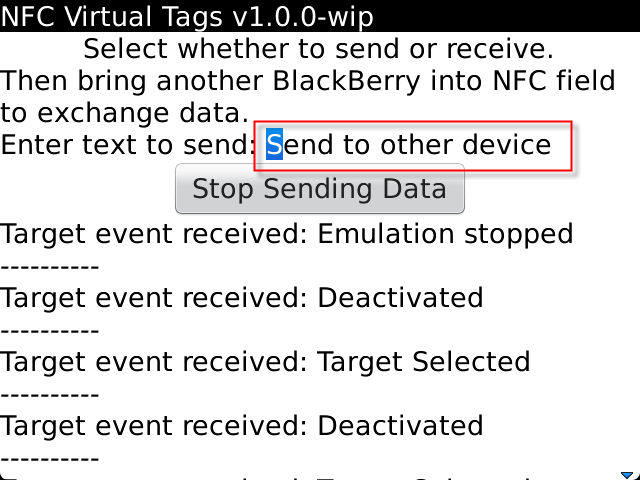 NFC Virtual Tags v1.0.0-wip
Select whether to send or receive.
Then bring another BlackBerry into NFC field
to exchange data.
Enter text to send: Send to other device
Stop Sending Data
Target event received: Emulation stopped
----------
Target event received: Deactivated
----------
Target event received: Target Selected
----------
Target event received: Deactivated
----------